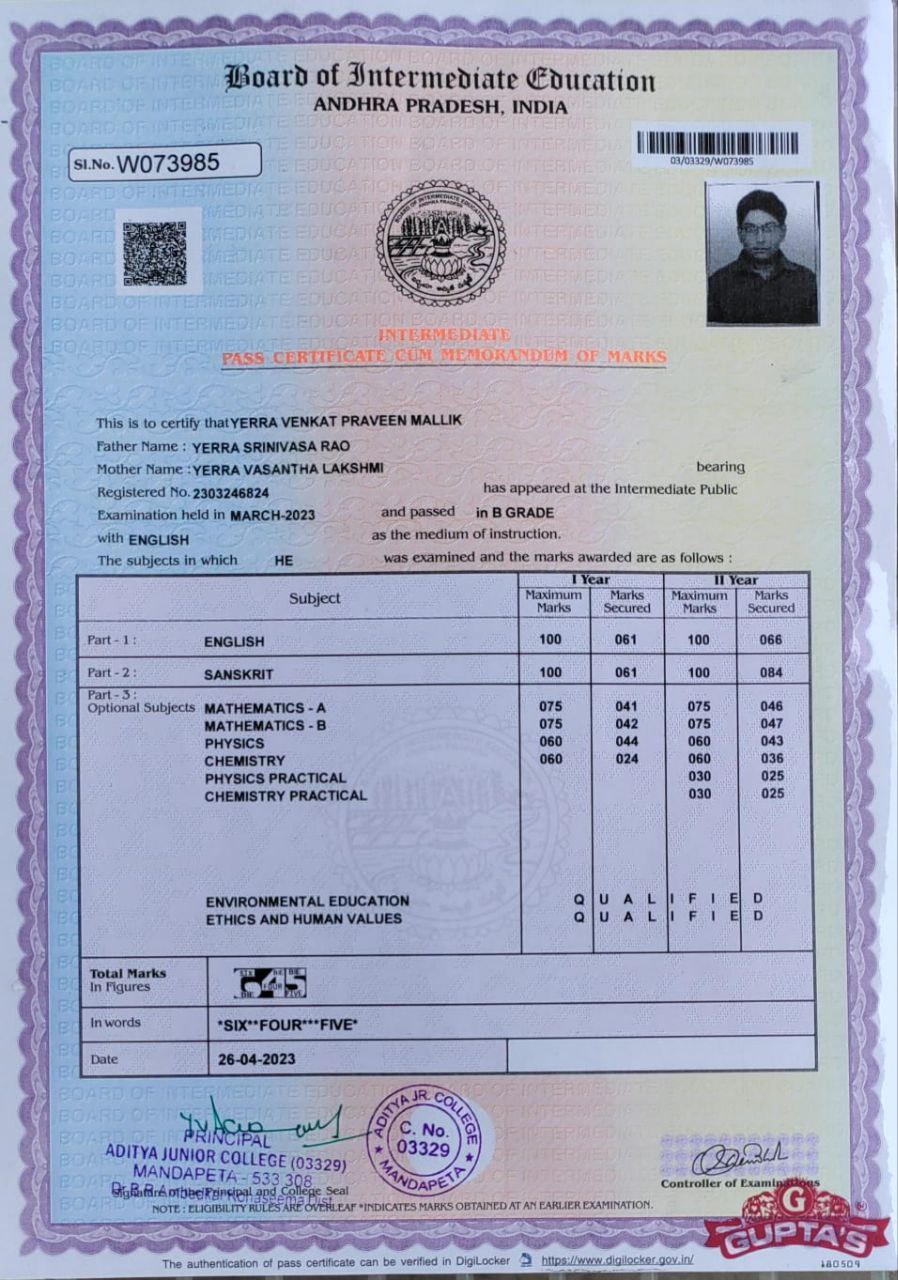 Board of Intermediate Education
ANDHRA PRADESH, INDIA
Sl.No. W073985
03/03329/W073985
BOARD OF INTERMEDIATE EDUCATION
ANDHRA PRADESH
INTERMEDIATE
PASS CERTIFICATE CUM MEMORANDUM OF MARKS
This is to certify that YERRA VENKAT PRAVEEN MALLIK
Father Name : YERRA SRINIVASA RAO
Mother Name : YERRA VASANTHA LAKSHMI bearing
Registered No. 2303246824 has appeared at the Intermediate Public
Examination held in MARCH-2023 and passed in B GRADE
with ENGLISH as the medium of instruction.
The subjects in which HE was examined and the marks awarded are as follows :
Subject I Year II Year
Maximum Marks Marks Secured Maximum Marks Marks Secured
Part - 1 : ENGLISH 100 061 100 066
Part - 2 : SANSKRIT 100 061 100 084
Part - 3 :
Optional Subjects MATHEMATICS - A 075 041 075 046
MATHEMATICS - B 075 042 075 047
PHYSICS 060 044 060 043
CHEMISTRY 060 024 060 036
PHYSICS PRACTICAL 030 025
CHEMISTRY PRACTICAL 030 025
ENVIRONMENTAL EDUCATION Q U A L I F I E D
ETHICS AND HUMAN VALUES Q U A L I F I E D
Total Marks
In Figures 645
In words *SIX**FOUR***FIVE*
Date 26-04-2023
ADITYA JR. COLLEGE
C. No.
03329
★ MANDAPETA ★
PRINCIPAL
ADITYA JUNIOR COLLEGE (03329)
MANDAPETA - 533 308
Dr.B.R.Ambedkar Konaseema Dist
Signature of the Principal and College Seal
Controller of Examinations
NOTE : ELIGIBILITY RULES ARE OVERLEAF *INDICATES MARKS OBTAINED AT AN EARLIER EXAMINATION.
G
GUPTA'S
®
The authentication of pass certificate can be verified in DigiLocker https://www.digilocker.gov.in/
180509